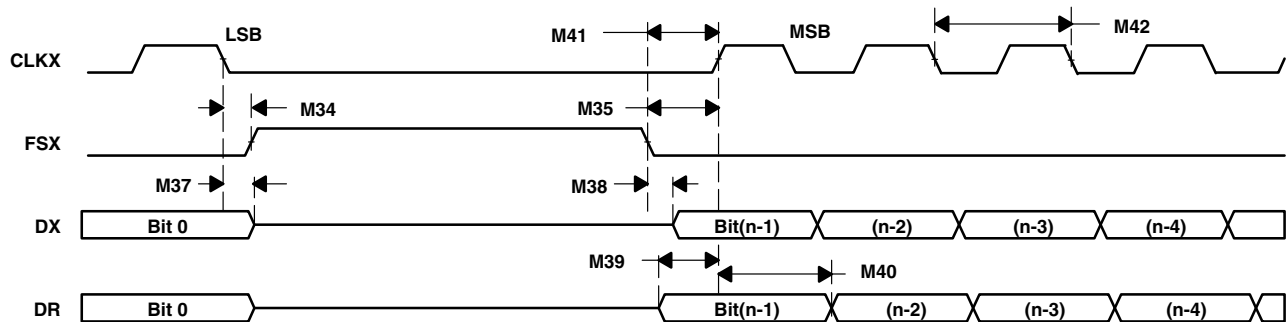 LSB M41 MSB M42
CLKX
M34 M35
FSX
M37 M38
DX Bit 0 Bit(n-1) (n-2) (n-3) (n-4)
M39 M40
DR Bit 0 Bit(n-1) (n-2) (n-3) (n-4)